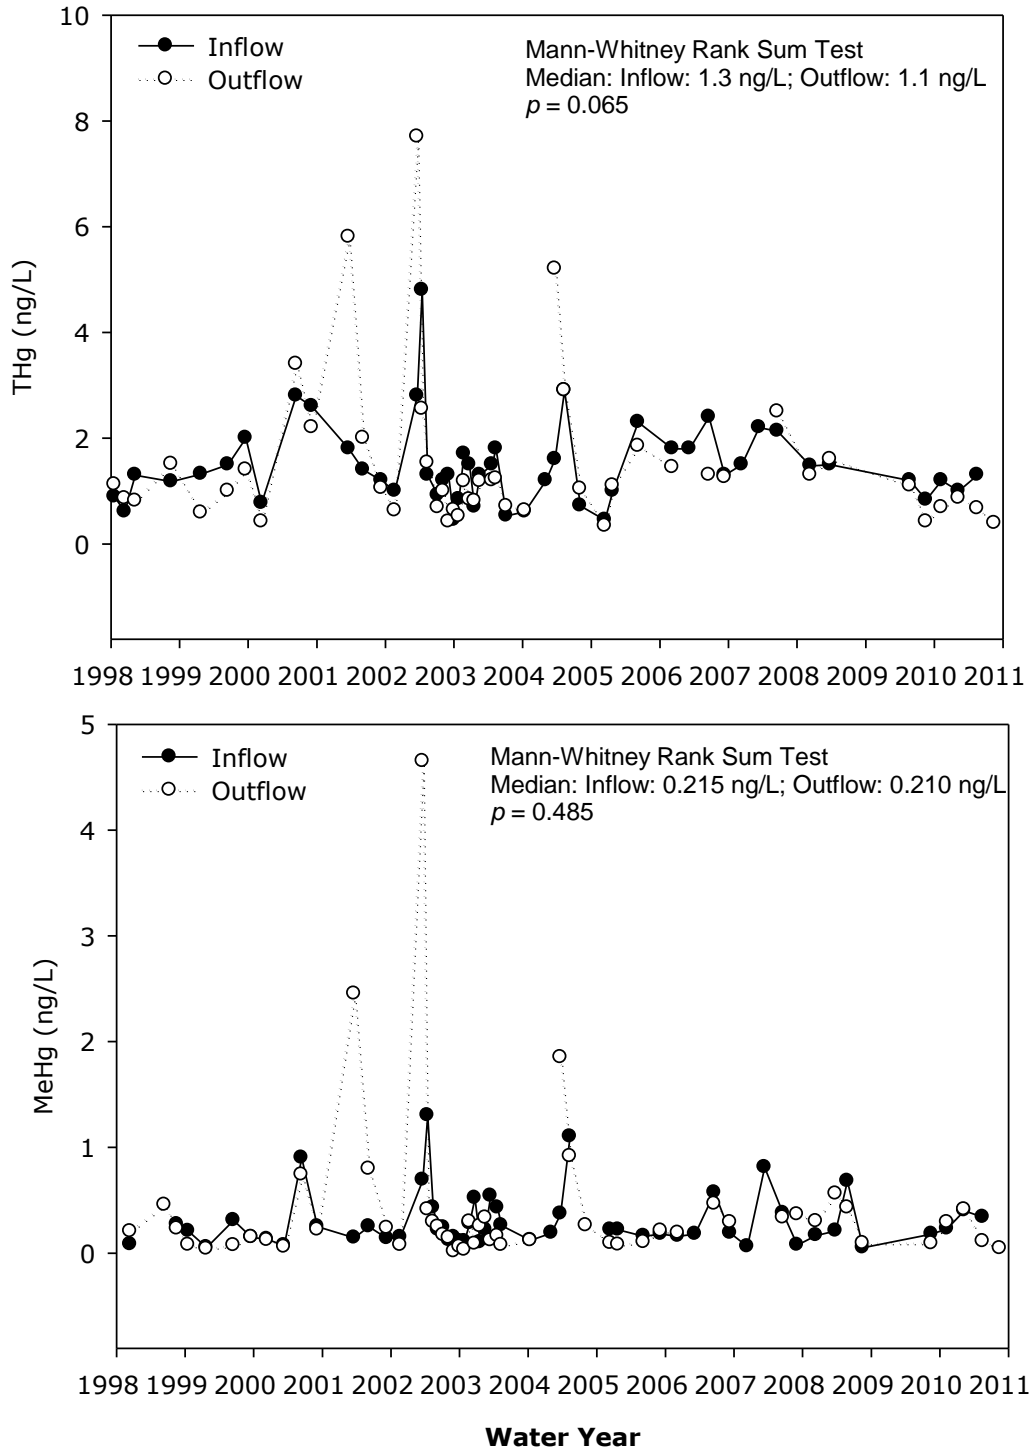 10
8
6
4
2
0
THg (ng/L)
Inflow
Outflow
Mann-Whitney Rank Sum Test
Median: Inflow: 1.3 ng/L; Outflow: 1.1 ng/L
p = 0.065
1998 1999 2000 2001 2002 2003 2004 2005 2006 2007 2008 2009 2010 2011
5
4
3
2
1
0
MeHg (ng/L)
Inflow
Outflow
Mann-Whitney Rank Sum Test
Median: Inflow: 0.215 ng/L; Outflow: 0.210 ng/L
p = 0.485
1998 1999 2000 2001 2002 2003 2004 2005 2006 2007 2008 2009 2010 2011
Water Year